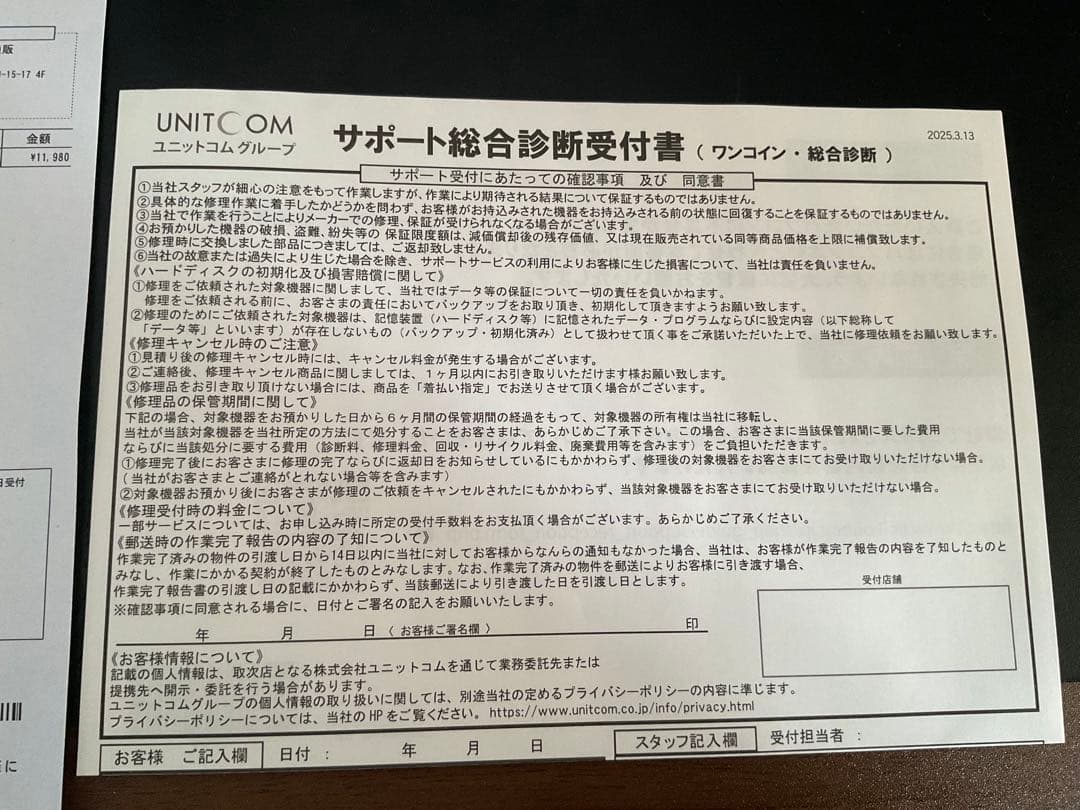 販
-15-17 4F
金額
¥11,980
日受付
に
UNITCOM
ユニットコム グループ
サポート総合診断受付書（ ワンコイン・総合診断 ）
2025.3.13
サポート受付にあたっての確認事項 及び 同意書
①当社スタッフが細心の注意をもって作業しますが、作業により期待される結果について保証するものではありません。
②具体的な修理作業に着手したかどうかを問わず、お客様がお持込みされた機器をお持込みされる前の状態に回復することを保証するものではありません。
③当社で作業を行うことによりメーカーでの修理、保証が受けられなくなる場合がございます。
④お預かりした機器の破損、盗難、紛失等の 保証限度額は、減価償却後の残存価値、又は現在販売されている同等商品価格を上限に補償致します。
⑤修理時に交換しました部品につきましては、ご返却致しません。
⑥当社の故意または過失により生じた場合を除き、サポートサービスの利用によりお客様に生じた損害について、当社は責任を負いません。
《ハードディスクの初期化及び損害賠償に関して》
①修理をご依頼された対象機器に関しまして、当社ではデータ等の保証について一切の責任を負いかねます。
修理をご依頼される前に、お客さまの責任においてバックアップをお取り頂き、初期化して頂きますようお願い致します。
②修理のためにご依頼された対象機器は、記憶装置（ハードディスク等）に記憶されたデータ・プログラムならびに設定内容（以下総称して
「データ等」といいます）が存在しないもの（バックアップ・初期化済み）として扱わせて頂く事をご承諾いただいた上で、当社に修理依頼をお願い致します。
《修理キャンセル時のご注意》
①見積り後の修理キャンセル時には、キャンセル料金が発生する場合がございます。
②ご連絡後、修理キャンセル商品に関しましては、１ヶ月以内にお引き取りいただけます様お願い致します。
③修理品をお引き取り頂けない場合には、商品を「着払い指定」でお送りさせて頂く場合がございます。
《修理品の保管期間に関して》
下記の場合、対象機器をお預かりした日から６ヶ月間の保管期間の経過をもって、対象機器の所有権は当社に移転し、
当社が当該対象機器を当社所定の方法にて処分することをお客さまは、あらかじめご了承下さい。この場合、お客さまに当該保管期間に要した費用
ならびに当該処分に要する費用（診断料、修理料金、回収・リサイクル料金、廃棄費用等を含みます）をご負担いただきます。
①修理完了後にお客さまに修理の完了ならびに返却日をお知らせしているにもかかわらず、修理後の対象機器をお客さまにてお受け取りいただけない場合。
（当社がお客さまとご連絡がとれない場合等を含みます）
②対象機器お預かり後にお客さまが修理のご依頼をキャンセルされたにもかかわらず、当該対象機器をお客さまにてお受け取りいただけない場合。
《修理受付時の料金について》
一部サービスについては、お申し込み時に所定の受付手数料をお支払頂く場合がございます。あらかじめご了承ください。
《郵送時の作業完了報告の内容の了知について》
作業完了済みの物件の引渡し日から14日以内に当社に対してお客様からなんらの通知もなかった場合、当社は、お客様が作業完了報告の内容を了知したものと
みなし、作業にかかる契約が終了したものとみなします。なお、作業完了済みの物件を郵送によりお客様に引き渡す場合、
作業完了報告書の引渡し日の記載にかかわらず、当該郵送により引き渡した日を引渡し日とします。
※確認事項に同意される場合に、日付とご署名の記入をお願いいたします。
受付店舗
年 月 日（お客様ご署名欄） 印
《お客様情報について》
記載の個人情報は、取次店となる株式会社ユニットコムを通じて業務委託先または
提携先へ開示・委託を行う場合があります。
ユニットコムグループの個人情報の取り扱いに関しては、別途当社の定めるプライバシーポリシーの内容に準じます。
プライバシーポリシーについては、当社のHPをご覧ください。https://www.unitcom.co.jp/info/privacy.html
お客様 ご記入欄 日付： 年 月 日 スタッフ記入欄 受付担当者：